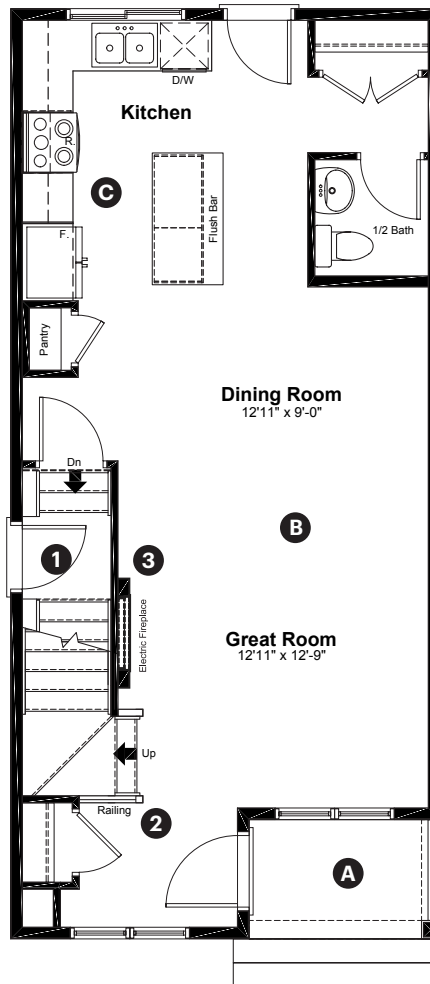 D/W
Kitchen
R.
C
Flush Bar
1/2 Bath
F.
Pantry
Dining Room
12'11" x 9'-0"
Dn
B
1
3
Electric Fireplace
Great Room
12'11" x 12'-9"
Up
Railing
2
A